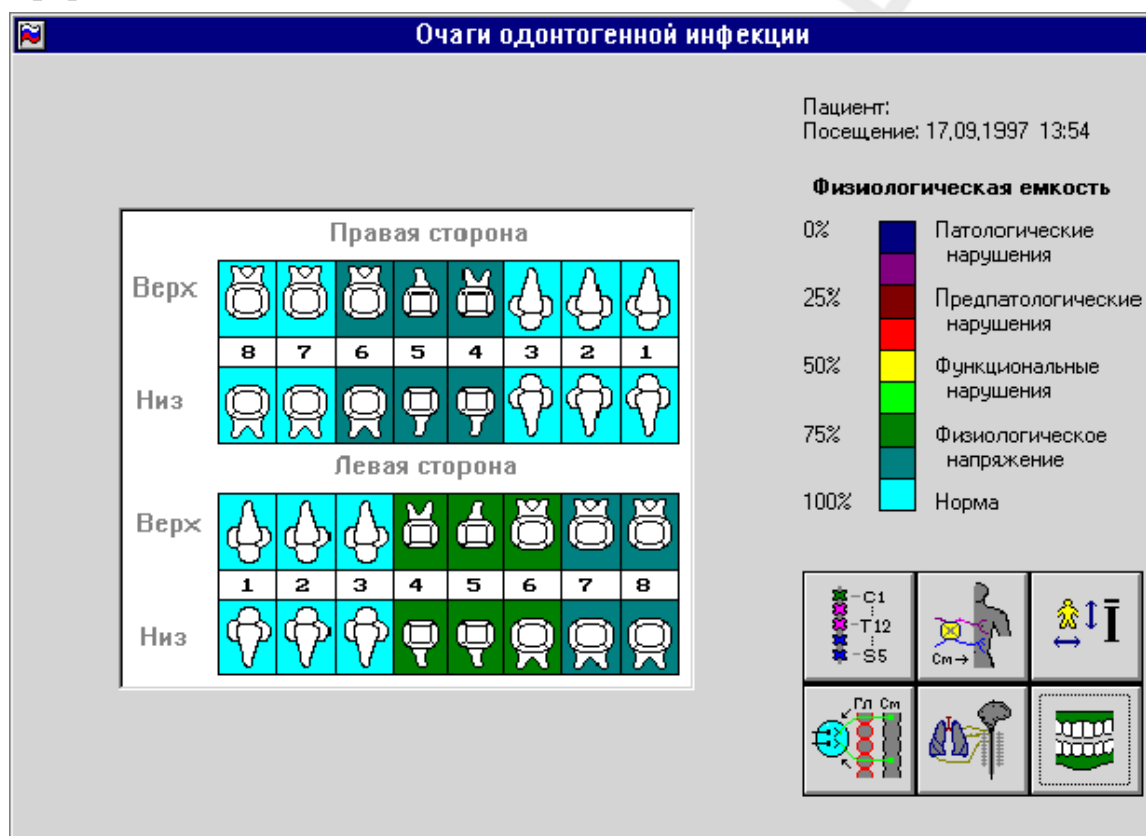 Очаги одонтогенной инфекции
Пациент:
Посещение: 17,09,1997 13:54
Физиологическая емкость
0% Патологические
нарушения
25% Предпатологические
нарушения
50% Функциональные
нарушения
75% Физиологическое
напряжение
100% Норма
Правая сторона
Верх
8 7 6 5 4 3 2 1
Низ
Левая сторона
Верх
1 2 3 4 5 6 7 8
Низ
C1
T12
S5
См→
Гл См